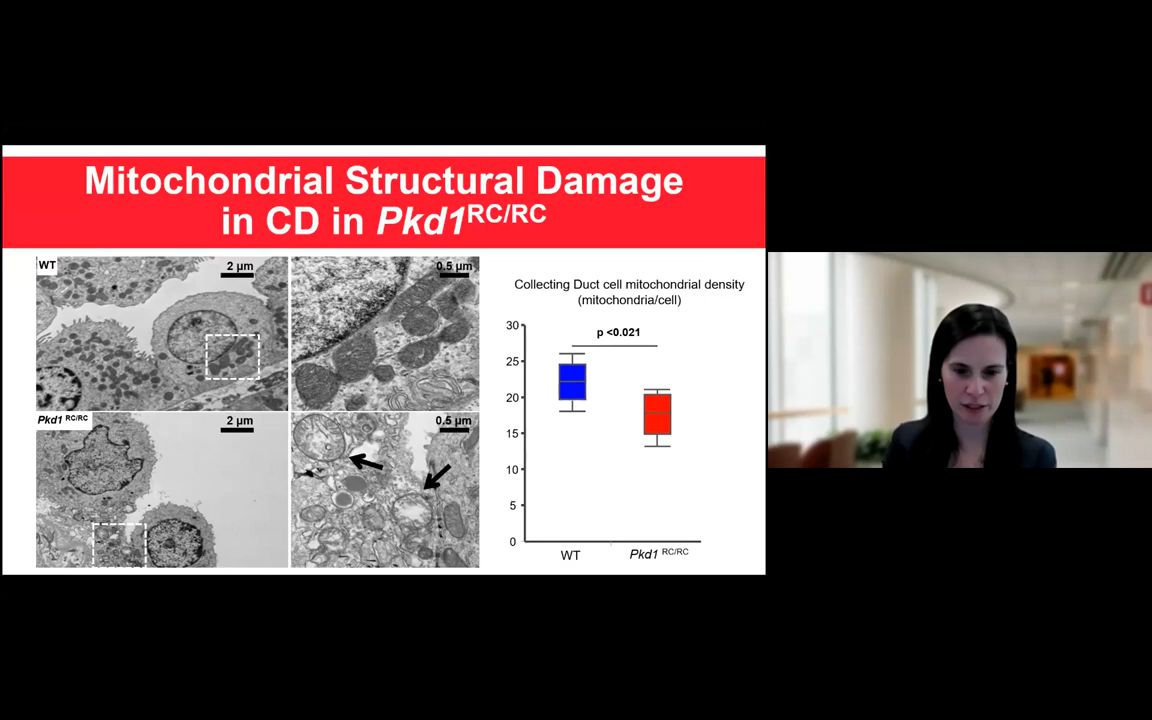 Mitochondrial Structural Damage
in CD in Pkd1RC/RC
WT
2 µm
0.5 µm
Pkd1 RC/RC
2 µm
0.5 µm
Collecting Duct cell mitochondrial density
(mitochondria/cell)
p <0.021
30
25
20
15
10
5
0
WT
Pkd1 RC/RC